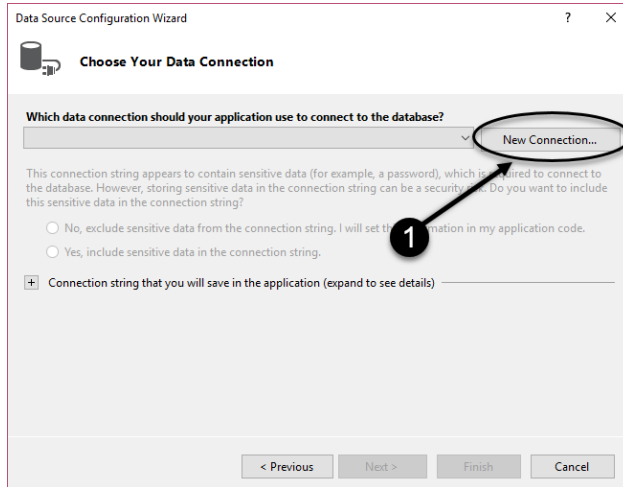 Data Source Configuration Wizard
?
Choose Your Data Connection
Which data connection should your application use to connect to the database?
New Connection...
This connection string appears to contain sensitive data (for example, a password), which is required to connect to
the database. However, storing sensitive data in the connection string can be a security risk. Do you want to include
this sensitive data in the connection string?
No, exclude sensitive data from the connection string. I will set this information in my application code.
1
Yes, include sensitive data in the connection string.
+ Connection string that you will save in the application (expand to see details)
< Previous
Next >
Finish
Cancel